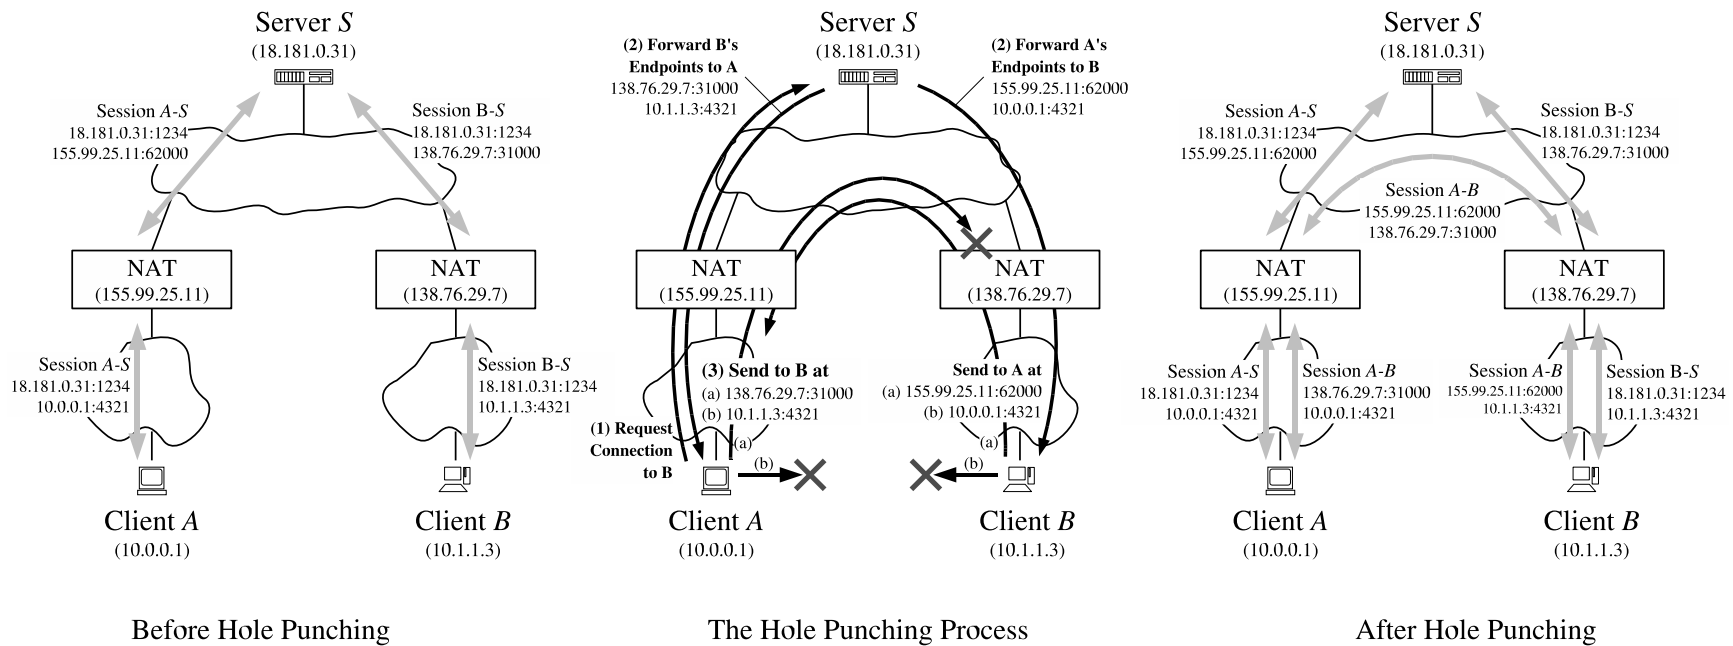 Server S
(18.181.0.31)
Session A-S
18.181.0.31:1234
155.99.25.11:62000
Session B-S
18.181.0.31:1234
138.76.29.7:31000
NAT
(155.99.25.11)
NAT
(138.76.29.7)
Session A-S
18.181.0.31:1234
10.0.0.1:4321
Session B-S
18.181.0.31:1234
10.1.1.3:4321
Client A
(10.0.0.1)
Client B
(10.1.1.3)
Before Hole Punching
Server S
(18.181.0.31)
(2) Forward B's
Endpoints to A
138.76.29.7:31000
10.1.1.3:4321
(2) Forward A's
Endpoints to B
155.99.25.11:62000
10.0.0.1:4321
NAT
(155.99.25.11)
NAT
(138.76.29.7)
(3) Send to B at
(a) 138.76.29.7:31000
(b) 10.1.1.3:4321
Send to A at
(a) 155.99.25.11:62000
(b) 10.0.0.1:4321
(1) Request
Connection
to B
(a)
(b)
(a)
(b)
Client A
(10.0.0.1)
Client B
(10.1.1.3)
The Hole Punching Process
Server S
(18.181.0.31)
Session A-S
18.181.0.31:1234
155.99.25.11:62000
Session B-S
18.181.0.31:1234
138.76.29.7:31000
Session A-B
155.99.25.11:62000
138.76.29.7:31000
NAT
(155.99.25.11)
NAT
(138.76.29.7)
Session A-S
18.181.0.31:1234
10.0.0.1:4321
Session A-B
138.76.29.7:31000
10.0.0.1:4321
Session A-B
155.99.25.11:62000
10.1.1.3:4321
Session B-S
18.181.0.31:1234
10.1.1.3:4321
Client A
(10.0.0.1)
Client B
(10.1.1.3)
After Hole Punching